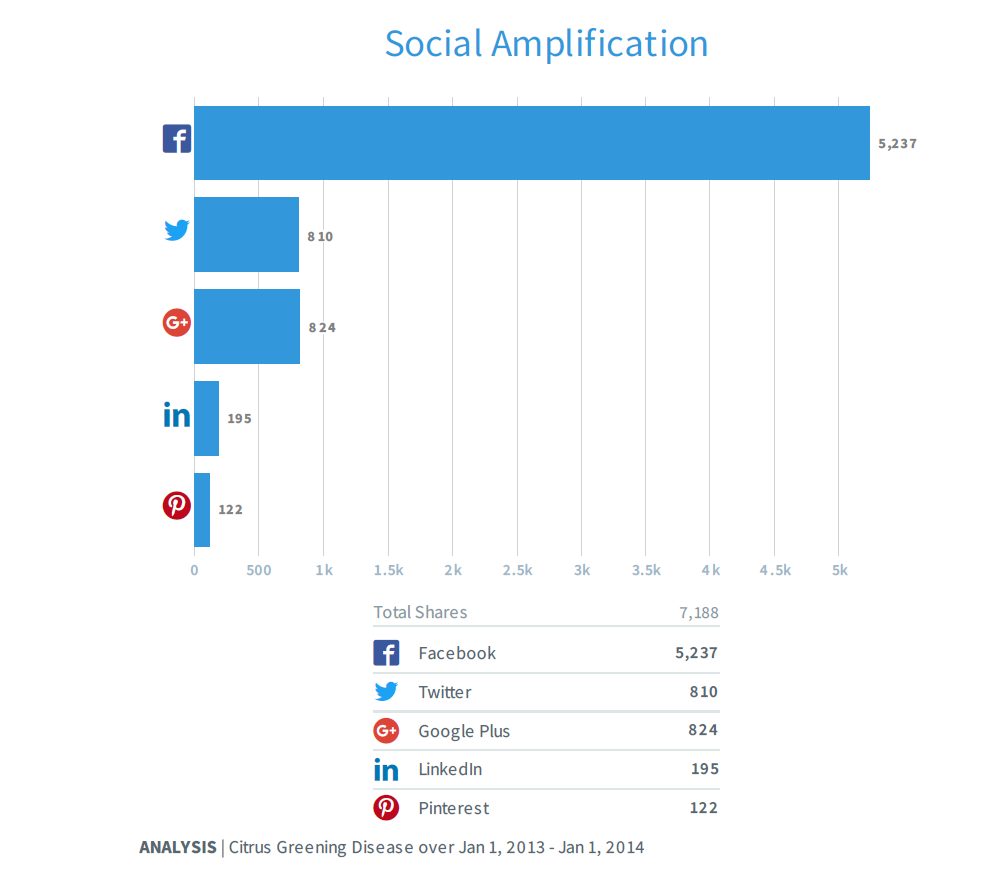 Social Amplification
5,237
810
824
in 195
122
0 500 1k 1.5k 2k 2.5k 3k 3.5k 4k 4.5k 5k
Total Shares 7,188
Facebook 5,237
Twitter 810
G+ Google Plus 824
in LinkedIn 195
Pinterest 122
ANALYSIS | Citrus Greening Disease over Jan 1, 2013 - Jan 1, 2014